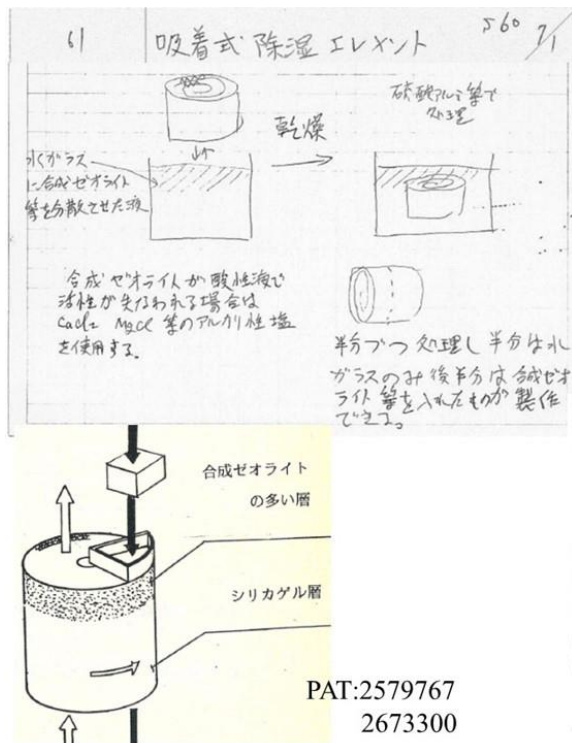 61 吸着式 除湿 エレメント S60 7/1
硫酸アルミ等で
処理
乾燥
水ガラス
に合成ゼオライト
等を分散させた液
合成ゼオライトが酸性液で
活性が失なわれる場合は
CaCl2 MgCl 等のアルカリ性塩
を使用する。
半分づつ処理し半分は水
ガラスのみ後半分は合成ゼオ
ライト等を入れたものが製作
できる。
合成ゼオライト
の多い層
シリカゲル層
PAT:2579767
2673300